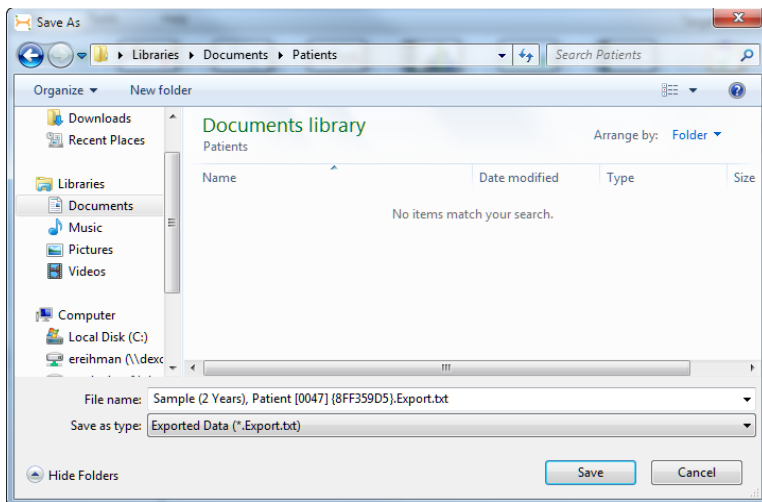 Save As
Libraries Documents Patients Search Patients
Organize New folder
Downloads
Recent Places
Libraries
Documents
Music
Pictures
Videos
Computer
Local Disk (C:)
ereihman (\\dexc
Documents library
Patients
Arrange by: Folder
Name Date modified Type Size
No items match your search.
File name: Sample (2 Years), Patient [0047] {8FF359D5}.Export.txt
Save as type: Exported Data (*.Export.txt)
Hide Folders Save Cancel